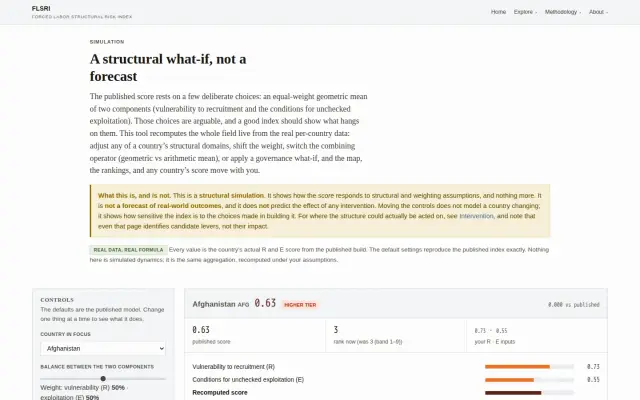 FLSRI
FORCED LABOR STRUCTURAL RISK INDEX
Home Explore Methodology About
SIMULATION
A structural what-if, not a
forecast
The published score rests on a few deliberate choices: an equal-weight geometric mean
of two components (vulnerability to recruitment and the conditions for unchecked
exploitation). Those choices are arguable, and a good index should show what hangs
on them. This tool recomputes the whole field live from the real per-country data:
adjust any of a country's structural domains, shift the weight, switch the combining
operator (geometric vs arithmetic mean), or apply a governance what-if, and the map,
the rankings, and any country's score move with you.
What this is, and is not. This is a structural simulation. It shows how the score responds to structural and weighting assumptions, and nothing more. It
is not a forecast of real-world outcomes, and it does not predict the effect of any intervention. Moving the controls does not model a country changing;
it shows how sensitive the index is to the choices made in building it. For where the structure could actually be acted on, see Intervention, and note that
even that page identifies candidate levers, not their impact.
REAL DATA, REAL FORMULA Every value is the country's actual R and E score from the published build. The default settings reproduce the published index exactly. Nothing
here is simulated dynamics; it is the same aggregation, recomputed under your assumptions.
CONTROLS
The defaults are the published model. Change
one thing at a time to see what it does.
COUNTRY IN FOCUS
Afghanistan
BALANCE BETWEEN THE TWO COMPONENTS
Weight: vulnerability (R) 50% ·
exploitation (E) 50%
Afghanistan AFG 0.63 HIGHER TIER
0.000 vs published
0.63
published score
3
rank now (was 3 (band 1–9))
0.73 · 0.55
your R · E inputs
Vulnerability to recruitment (R) 0.73
Conditions for unchecked exploitation (E) 0.55
Recomputed score